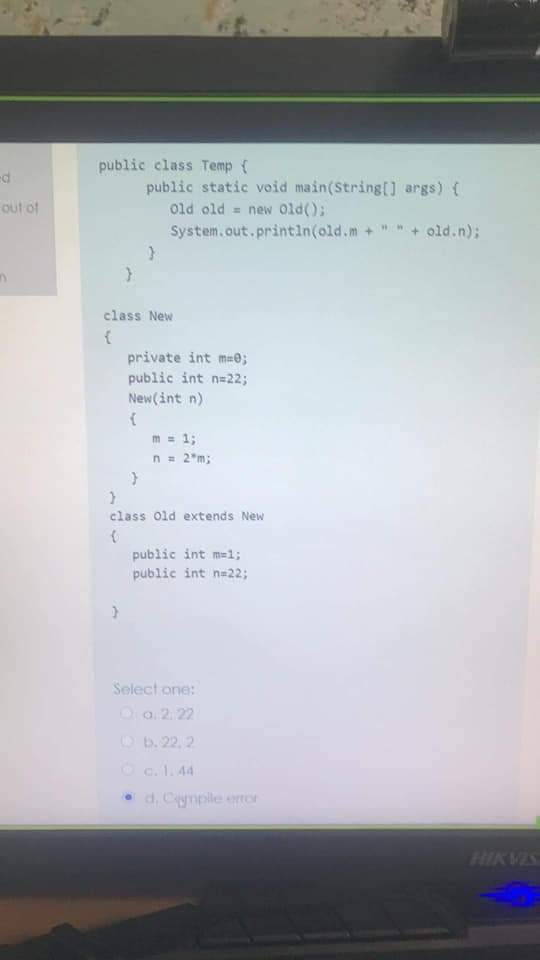 public class Temp {
public static void main(String[] args) {
out of
Old old = new Old();
System.out.println(old.m + " " + old.n);
}
}
class New
{
private int m=0;
public int n=22;
New(int n)
{
m = 1;
n = 2*m;
}
}
class Old extends New
{
public int m=1;
public int n=22;
}
Select one:
a. 2, 22
b. 22, 2
c. 1, 44
d. Compile error